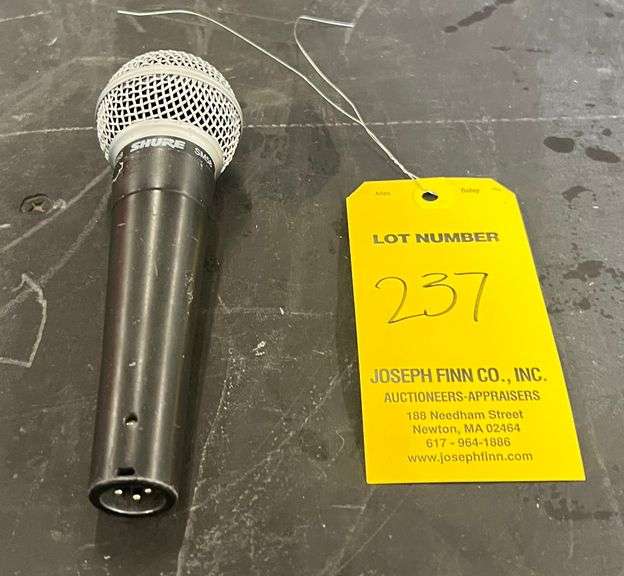 SHURE
LOT NUMBER
237
JOSEPH FINN CO., INC.
AUCTIONEERS-APPRAISERS
188 Needham Street
Newton, MA 02464
617 - 964-1886
www.josephfinn.com